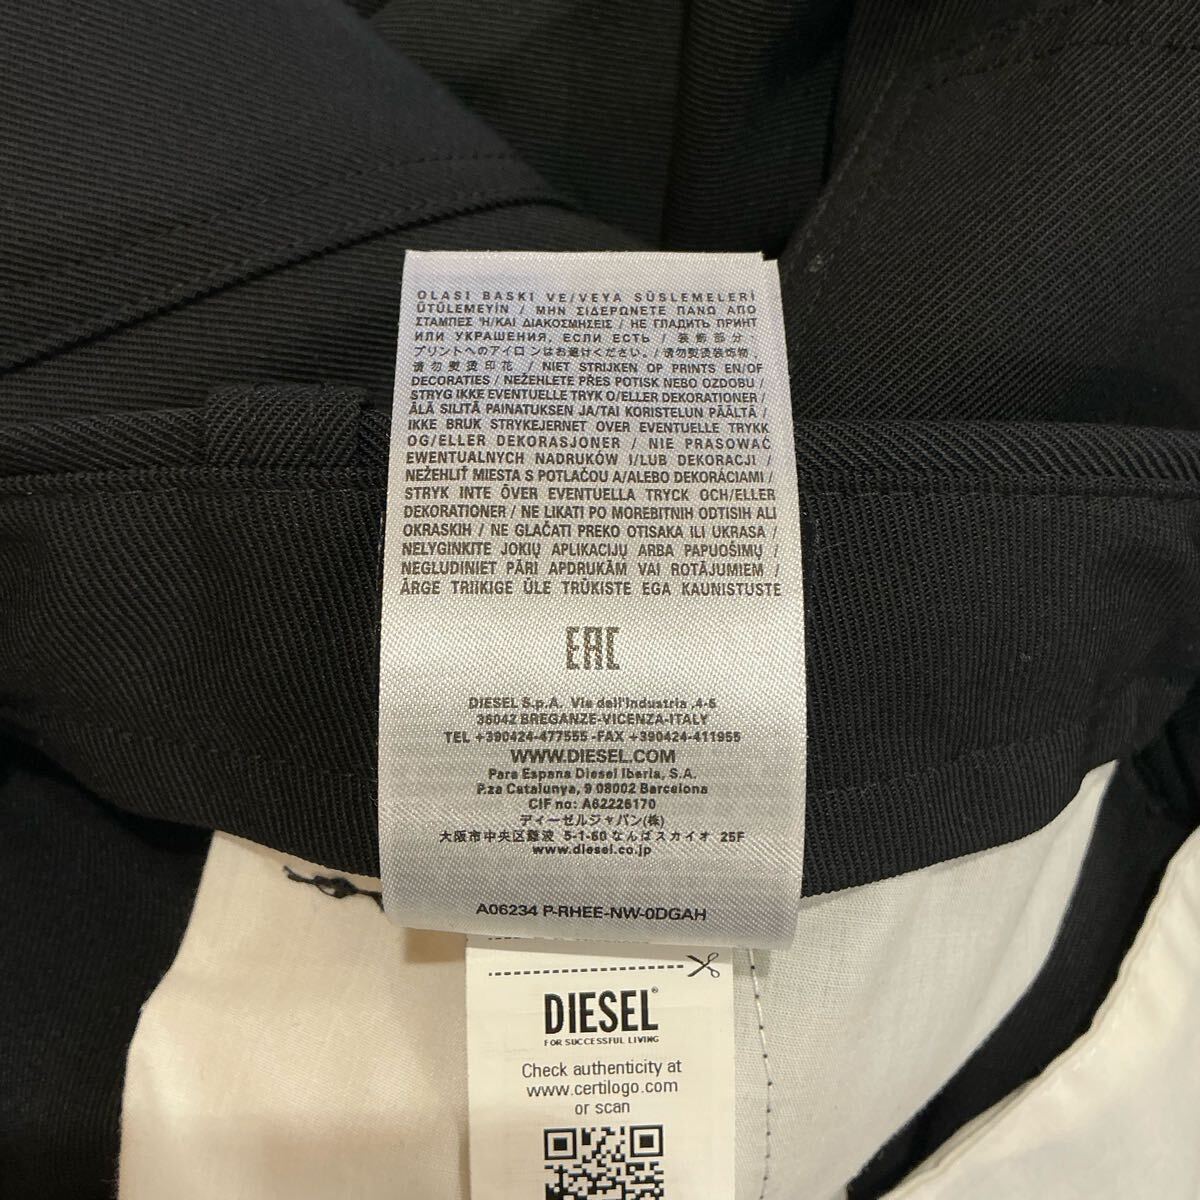 OLASI BASKI VE/VEYA SÜSLEMELERİ
ÜTÜLEMEYİN / ΜΗΝ ΣΙΔΕΡΩΝΕΤΕ ΠΑΝΩ ΑΠΟ
ΣΤΑΜΠΕΣ 'Η/ΚΑΙ ΔΙΑΚΟΣΜΗΣΕΙΣ / НЕ ГЛАДИТЬ ПРИНТ
ИЛИ УКРАШЕНИЯ, ЕСЛИ ЕСТЬ / 装飾部分
プリントへのアイロンはお避けください。/ 请勿熨烫装饰物,
请勿熨烫印花 / NIET STRIJKEN OP PRINTS EN/OF
DECORATIES / NEŽEHLETE PŘES POTISK NEBO OZDOBU /
STRYG IKKE EVENTUELLE TRYK O/ELLER DEKORATIONER /
ÄLÄ SILITÄ PAINATUKSEN JA/TAI KORISTELUN PÄÄLTÄ /
IKKE BRUK STRYKEJERNET OVER EVENTUELLE TRYKK
OG/ELLER DEKORASJONER / NIE PRASOWAĆ
EWENTUALNYCH NADRUKÓW I/LUB DEKORACJI /
NEŽEHLIŤ MIESTA S POTLAČOU A/ALEBO DEKORÁCIAMI /
STRYK INTE ÖVER EVENTUELLA TRYCK OCH/ELLER
DEKORATIONER / NE LIKATI PO MOREBITNIH ODTISIH ALI
OKRASKIH / NE GLAČATI PREKO OTISAKA ILI UKRASA /
NELYGINKITE JOKIŲ APLIKACIJŲ ARBA PAPUOŠIMŲ /
NEGLUDINIET PĀRI APDRUKĀM VAI ROTĀJUMIEM /
ÄRGE TRIIKIGE ÜLE TRÜKISTE EGA KAUNISTUSTE
EAC
DIESEL S.p.A. Via dell'Industria ,4-6
36042 BREGANZE-VICENZA-ITALY
TEL +390424-477555 -FAX +390424-411955
WWW.DIESEL.COM
Para Espana Diesel Iberia, S.A.
P.za Catalunya, 9 08002 Barcelona
CIF no: A62226170
ディーゼルジャパン(株)
大阪市中央区難波 5-1-60 なんばスカイオ 25F
www.diesel.co.jp
A06234 P-RHEE-NW-0DGAH
DIESEL®
FOR SUCCESSFUL LIVING
Check authenticity at
www.certilogo.com
or scan